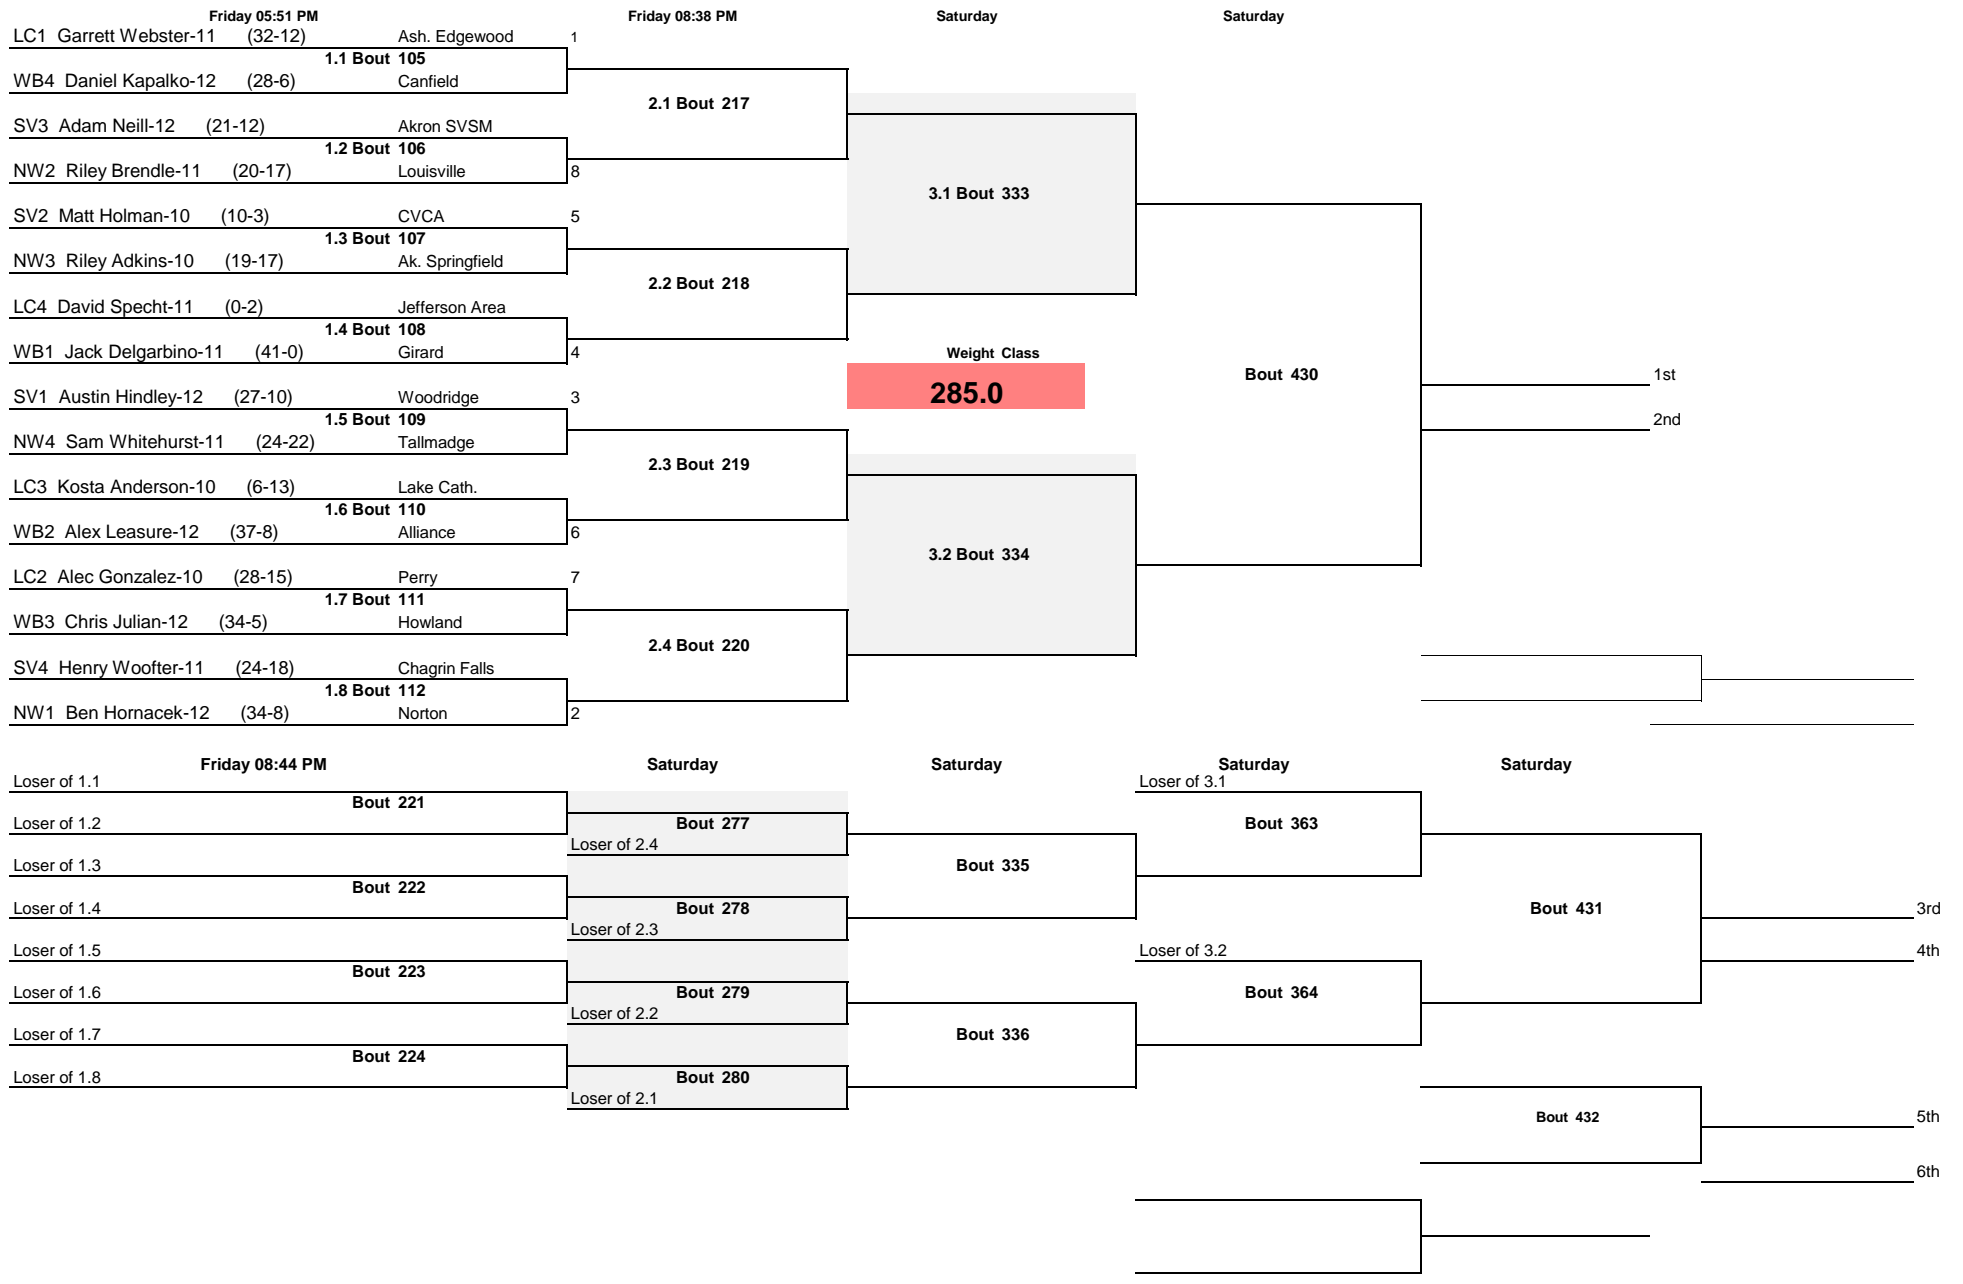 Friday 05:51 PM Friday 08:38 PM Saturday Saturday
LC1 Garrett Webster-11 (32-12) Ash. Edgewood 1
1.1 Bout 105
WB4 Daniel Kapalko-12 (28-6) Canfield
2.1 Bout 217
SV3 Adam Neill-12 (21-12) Akron SVSM
1.2 Bout 106
NW2 Riley Brendle-11 (20-17) Louisville 8
3.1 Bout 333
SV2 Matt Holman-10 (10-3) CVCA 5
1.3 Bout 107
NW3 Riley Adkins-10 (19-17) Ak. Springfield
2.2 Bout 218
LC4 David Specht-11 (0-2) Jefferson Area
1.4 Bout 108
WB1 Jack Delgarbino-11 (41-0) Girard 4
Weight Class
285.0
Bout 430
1st
SV1 Austin Hindley-12 (27-10) Woodridge 3
1.5 Bout 109
2nd
NW4 Sam Whitehurst-11 (24-22) Tallmadge
2.3 Bout 219
LC3 Kosta Anderson-10 (6-13) Lake Cath.
1.6 Bout 110
WB2 Alex Leasure-12 (37-8) Alliance 6
3.2 Bout 334
LC2 Alec Gonzalez-10 (28-15) Perry 7
1.7 Bout 111
WB3 Chris Julian-12 (34-5) Howland
2.4 Bout 220
SV4 Henry Woofter-11 (24-18) Chagrin Falls
1.8 Bout 112
NW1 Ben Hornacek-12 (34-8) Norton 2
Friday 08:44 PM Saturday Saturday Saturday Saturday
Loser of 1.1 Loser of 3.1
Bout 221
Loser of 1.2 Bout 277 Bout 363
Loser of 2.4
Loser of 1.3 Bout 335
Bout 222
Loser of 1.4 Bout 278 Bout 431 3rd
Loser of 2.3
Loser of 1.5 Loser of 3.2 4th
Bout 223
Loser of 1.6 Bout 279 Bout 364
Loser of 2.2
Loser of 1.7 Bout 336
Bout 224
Loser of 1.8 Bout 280
Loser of 2.1
Bout 432 5th
6th